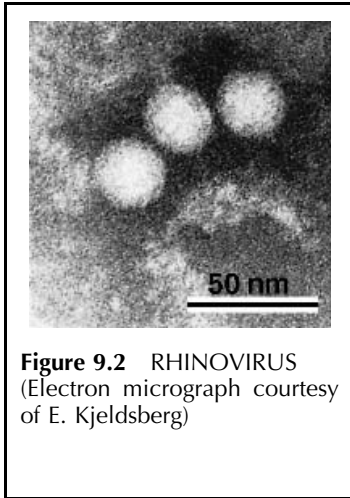 50 nm
Figure 9.2 RHINOVIRUS
(Electron micrograph courtesy
of E. Kjeldsberg)